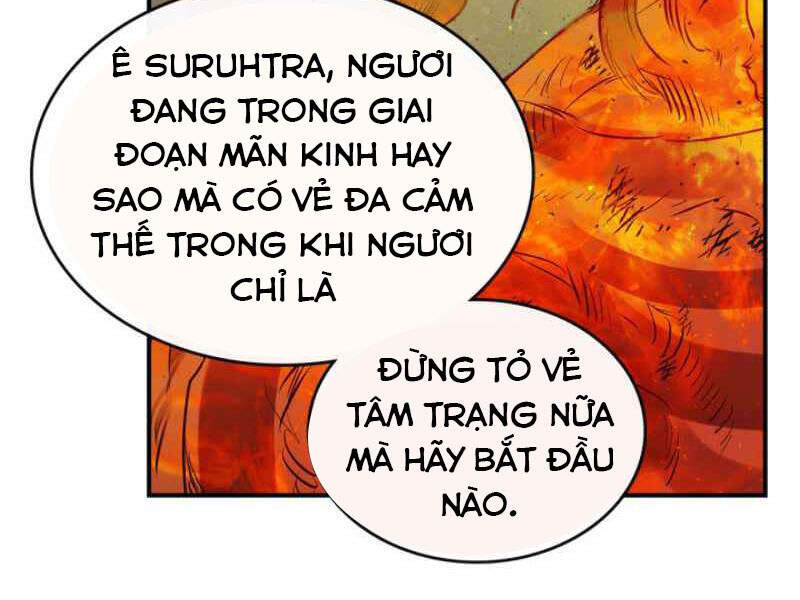 Ê SURUHTRA, NGƯƠI
ĐANG TRONG GIAI
ĐOẠN MÃN KINH HAY
SAO MÀ CÓ VẺ ĐA CẢM
THẾ TRONG KHI NGƯƠI
CHỈ LÀ
ĐỪNG TỎ VẺ
TÂM TRẠNG NỮA
MÀ HÃY BẮT ĐẦU
NÀO.